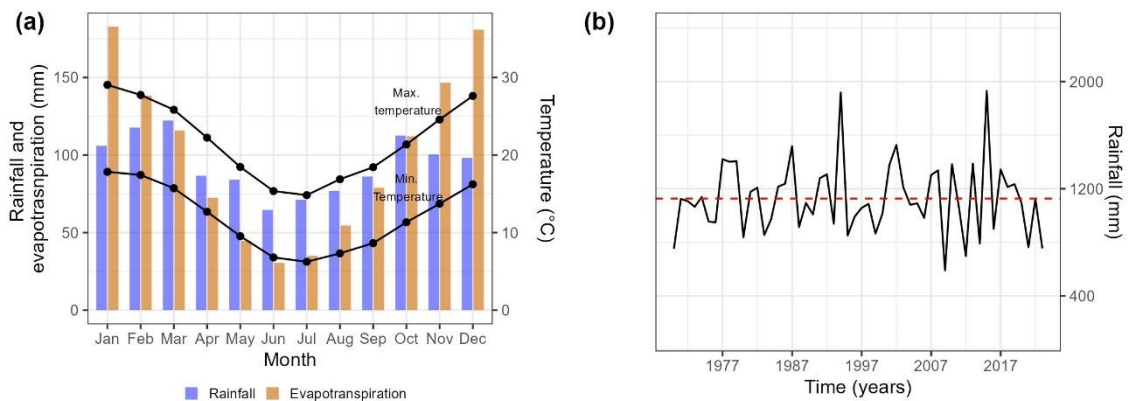 (a)
Rainfall and
evapotrasnpiration (mm)
150
100
50
0
Max.
temperature
Min.
Temperature
30
20
10
0
Temperature (°C)
Jan Feb Mar Apr May Jun Jul Aug Sep Oct Nov Dec
Month
Rainfall Evapotranspiration
(b)
2000
1200
400
Rainfall (mm)
1977 1987 1997 2007 2017
Time (years)